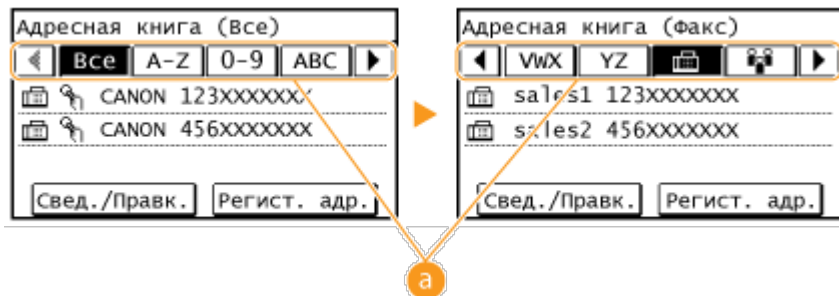 Адресная книга (Все)
Все A-Z 0-9 ABC
CANON 123XXXXXXX
CANON 456XXXXXXX
Свед./Правк. Регист. адр.
Адресная книга (Факс)
VWX YZ
sales1 123XXXXXXX
sales2 456XXXXXXX
Свед./Правк. Регист. адр.
a